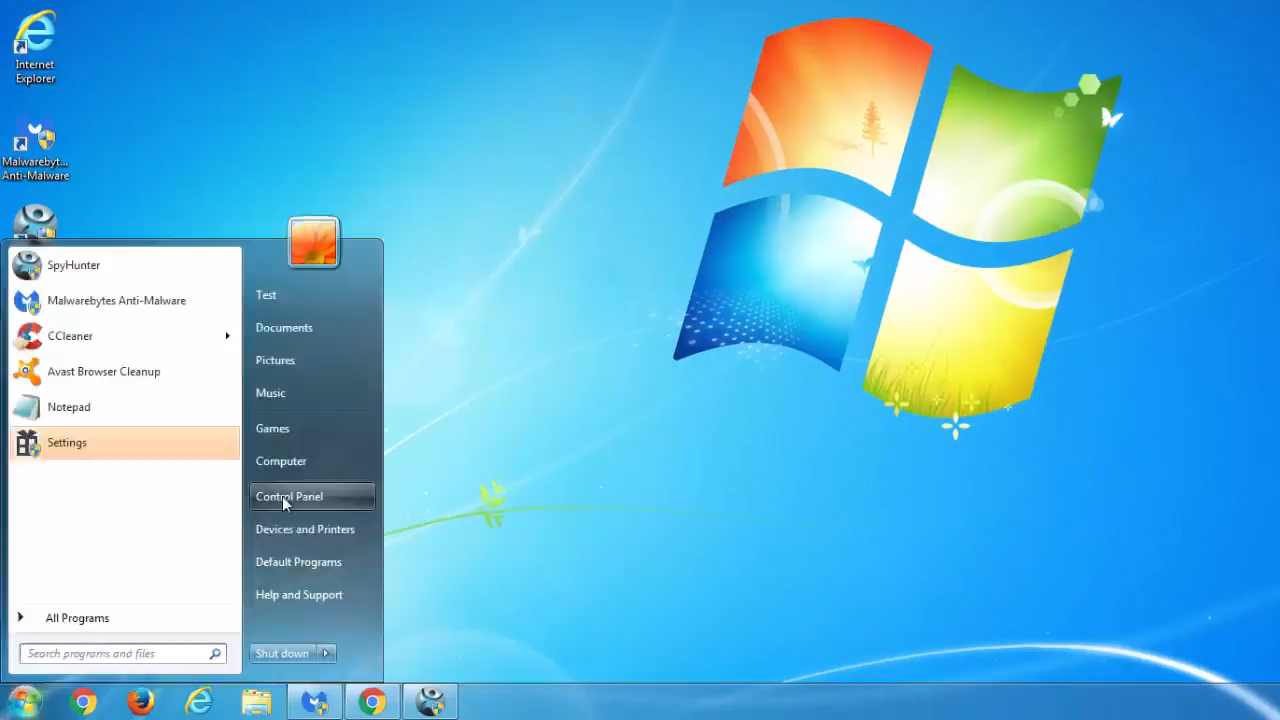 Internet
Explorer
Malwarebyt...
Anti-Malware
SpyHunter
Malwarebytes Anti-Malware
CCleaner
Avast Browser Cleanup
Notepad
Settings
All Programs
Search programs and files
Test
Documents
Pictures
Music
Games
Computer
Control Panel
Devices and Printers
Default Programs
Help and Support
Shut down